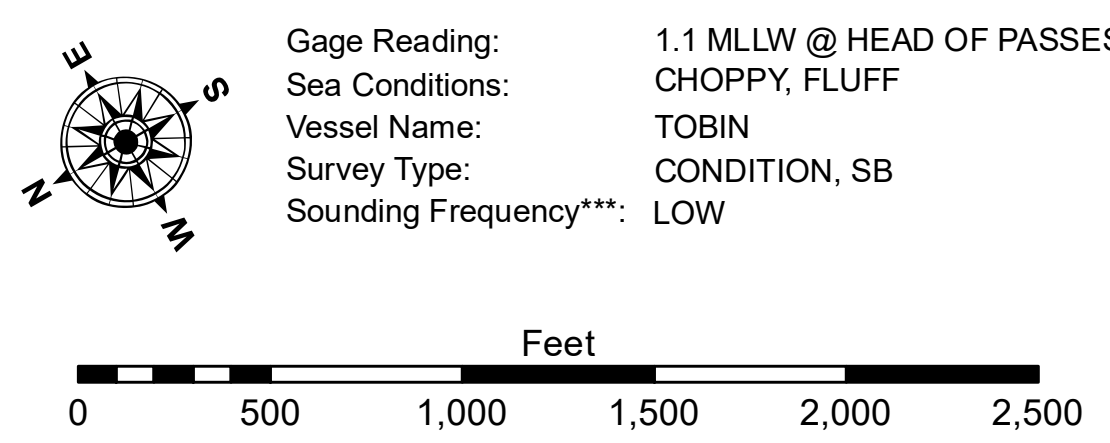 E
S
N
W
Gage Reading: 1.1 MLLW @ HEAD OF PASSES
Sea Conditions: CHOPPY, FLUFF
Vessel Name: TOBIN
Survey Type: CONDITION, SB
Sounding Frequency***: LOW
Feet
0 500 1,000 1,500 2,000 2,500